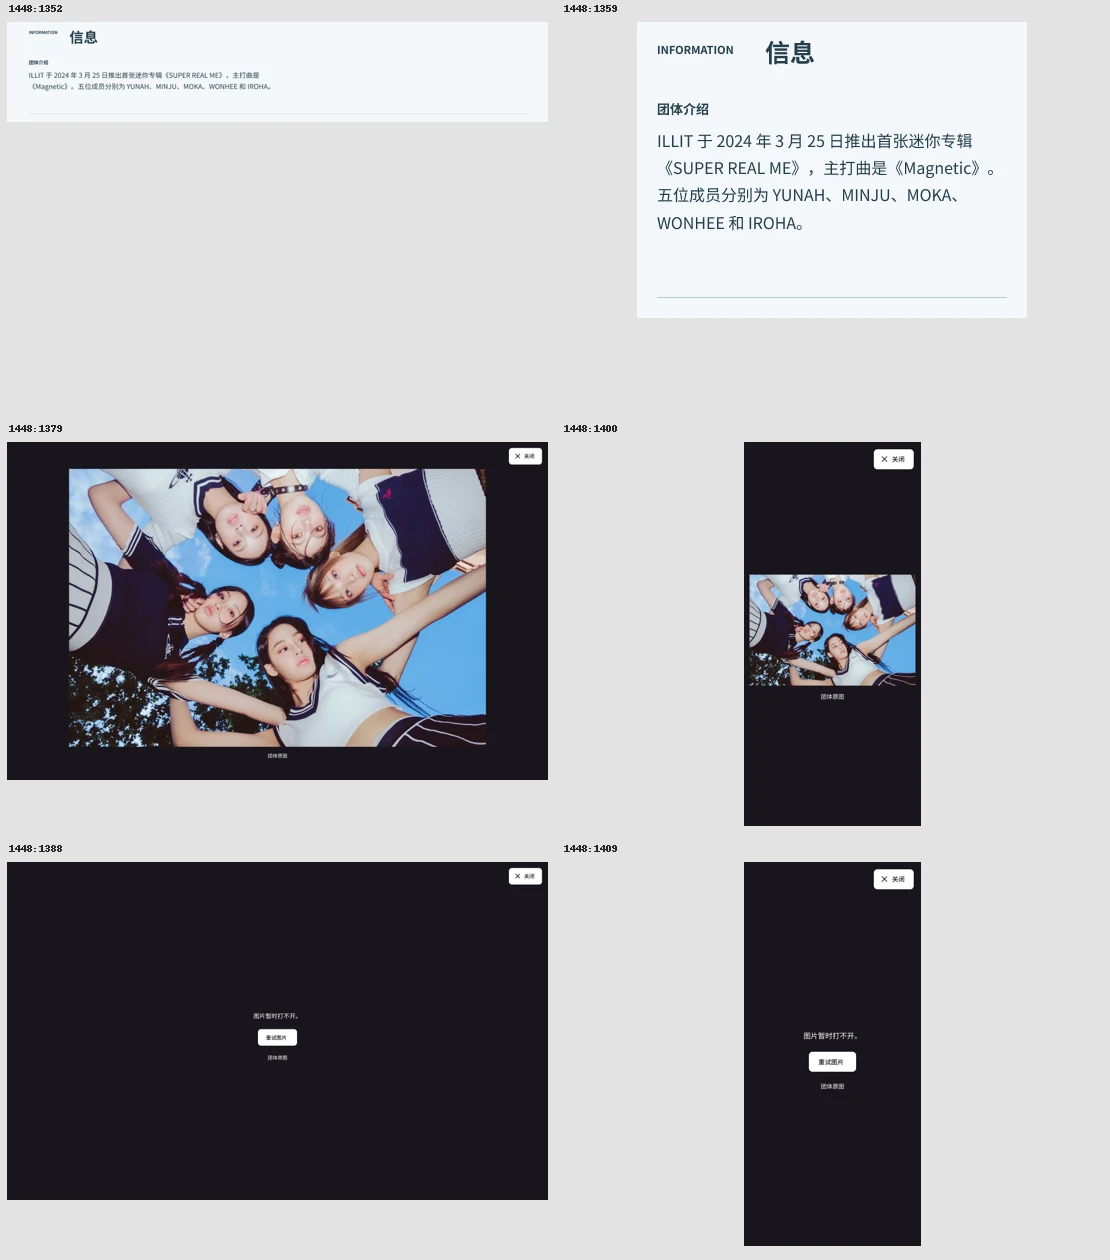 1448:1352
INFORMATION 信息
团体介绍
ILLIT 于 2024 年 3 月 25 日推出首张迷你专辑《SUPER REAL ME》，主打曲是
《Magnetic》。五位成员分别为 YUNAH、MINJU、MOKA、WONHEE 和 IROHA。
1448:1359
INFORMATION 信息
团体介绍
ILLIT 于 2024 年 3 月 25 日推出首张迷你专辑
《SUPER REAL ME》，主打曲是《Magnetic》。
五位成员分别为 YUNAH、MINJU、MOKA、
WONHEE 和 IROHA。
1448:1379
× 关闭
团体原图
1448:1400
× 关闭
团体原图
1448:1388
× 关闭
图片暂时打不开。
重试图片
团体原图
1448:1409
× 关闭
图片暂时打不开。
重试图片
团体原图